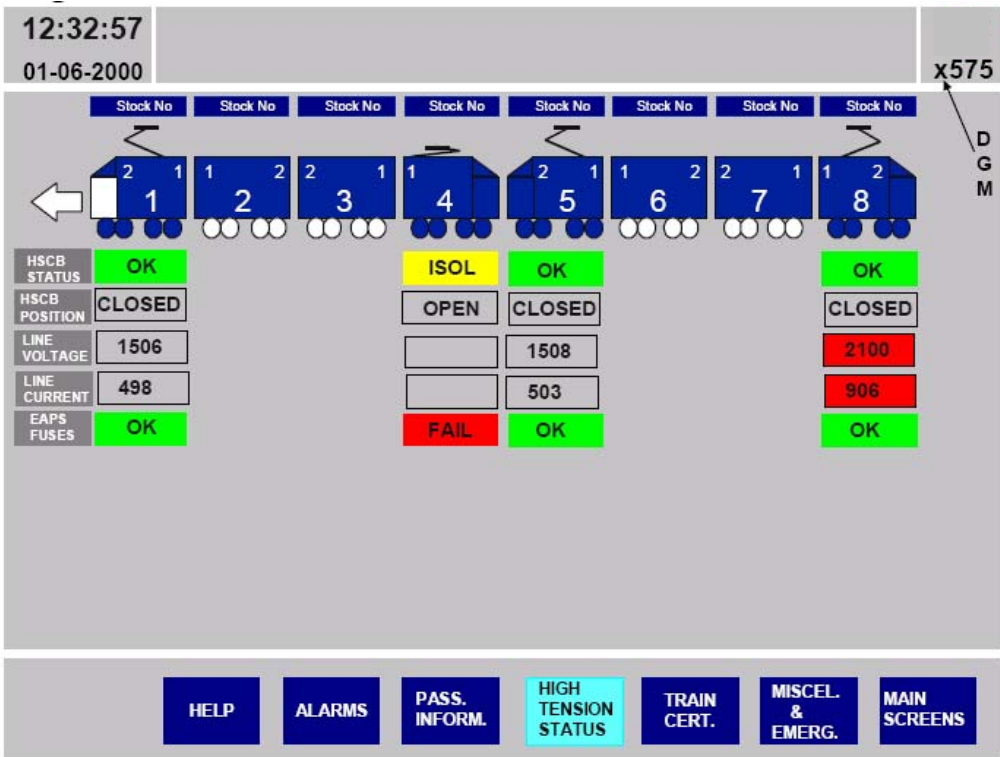 12:32:57
01-06-2000
x575
Stock No Stock No Stock No Stock No Stock No Stock No Stock No Stock No
D
G
M
2 1 1 2 2 1 1 2 1 1 2 2 1 1 2
1 2 3 4 5 6 7 8
HSCB
STATUS
OK ISOL OK OK
HSCB
POSITION
CLOSED OPEN CLOSED CLOSED
LINE
VOLTAGE
1506 1508 2100
LINE
CURRENT
498 503 906
EAPS
FUSES
OK FAIL OK OK
HELP
ALARMS
PASS.
INFORM.
HIGH
TENSION
STATUS
TRAIN
CERT.
MISCEL.
&
EMERG.
MAIN
SCREENS